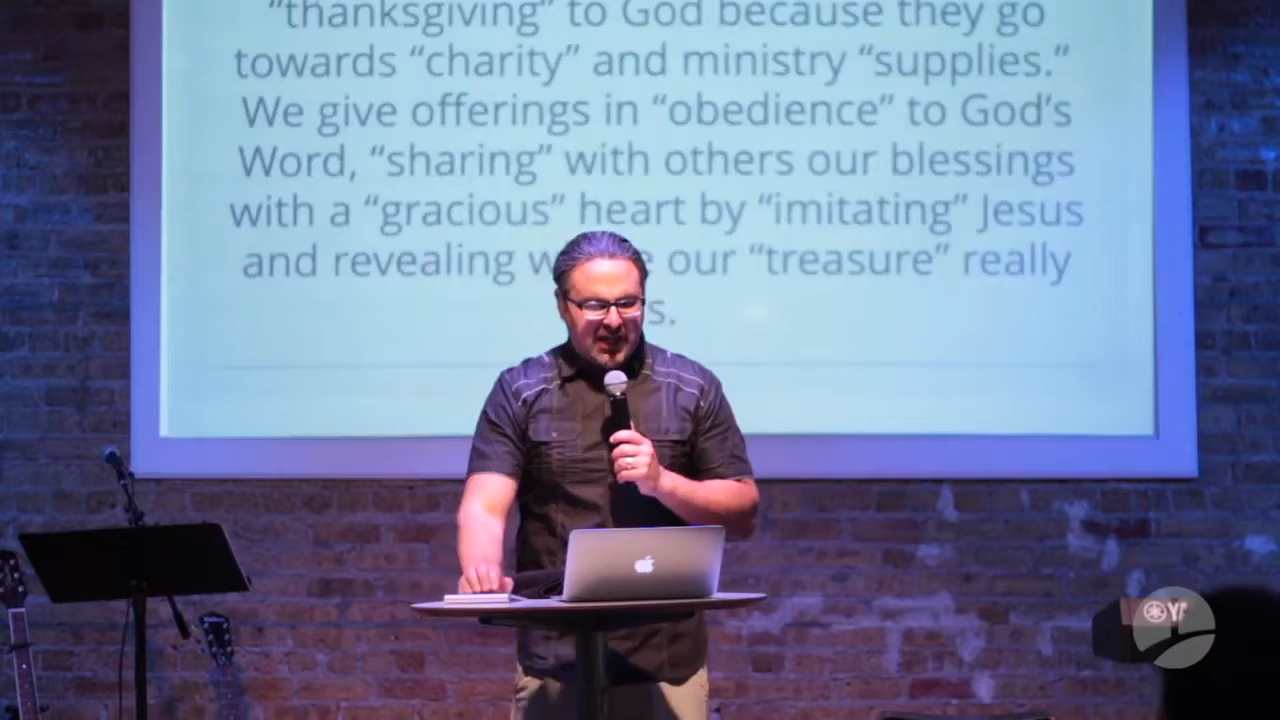 “thanksgiving” to God because they go
towards “charity” and ministry “supplies.“
We give offerings in “obedience” to God’s
Word, “sharing” with others our blessings
with a “gracious” heart by “imitating” Jesus
and revealing our “treasure” really